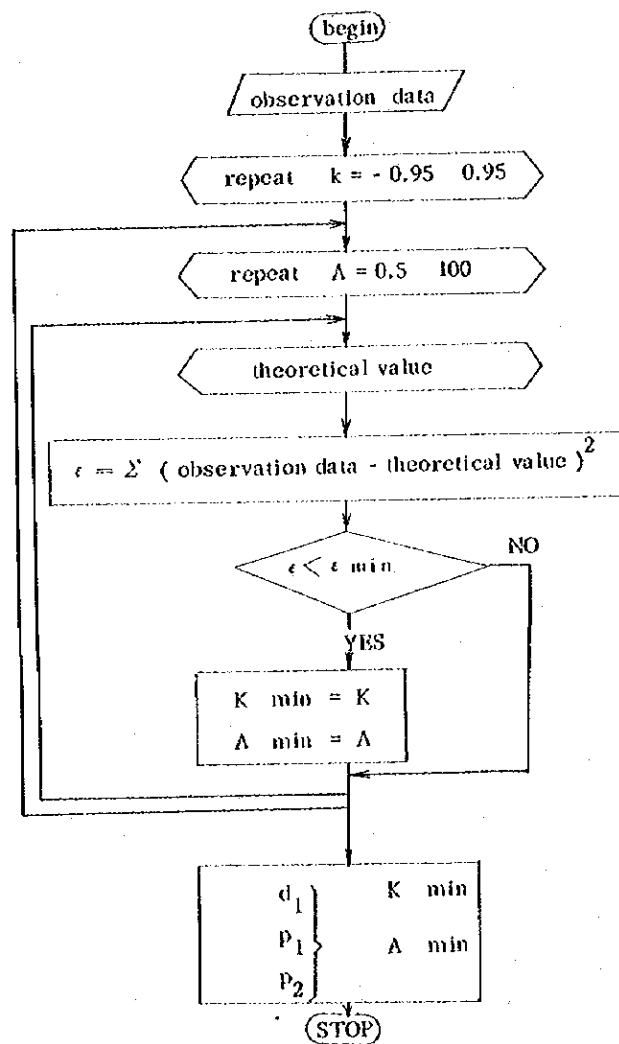 begin
observation data
repeat k = - 0.95 0.95
repeat Λ = 0.5 100
theoretical value
ε = Σ ( observation data - theoretical value )²
ε < ε min
NO
YES
K min = K
Λ min = Λ
d₁ K min
p₁ Λ min
p₂
STOP